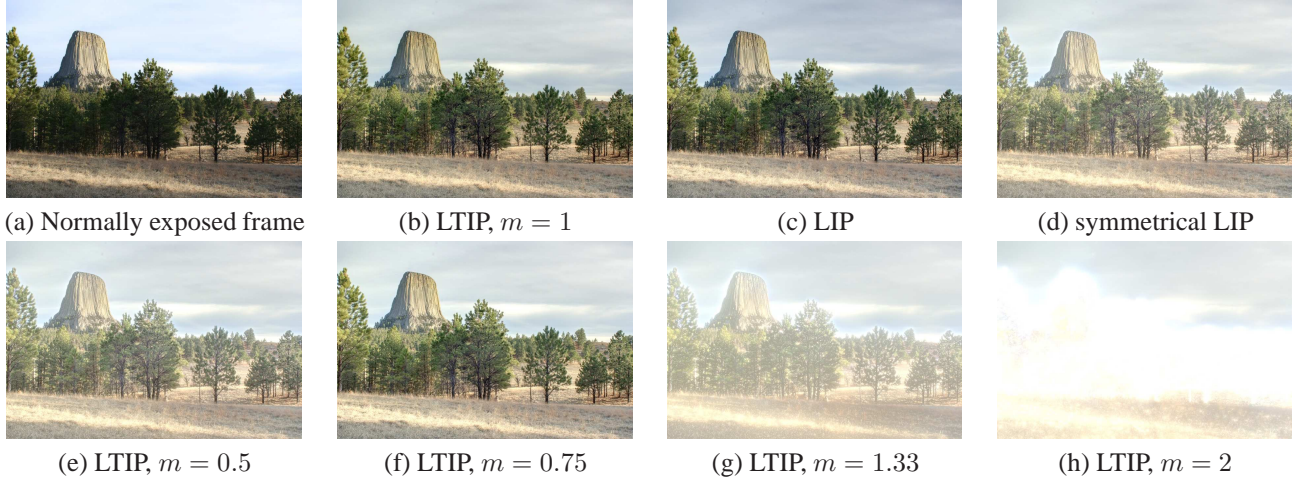 (a) Normally exposed frame
(b) LTIP, m = 1
(c) LIP
(d) symmetrical LIP
(e) LTIP, m = 0.5
(f) LTIP, m = 0.75
(g) LTIP, m = 1.33
(h) LTIP, m = 2